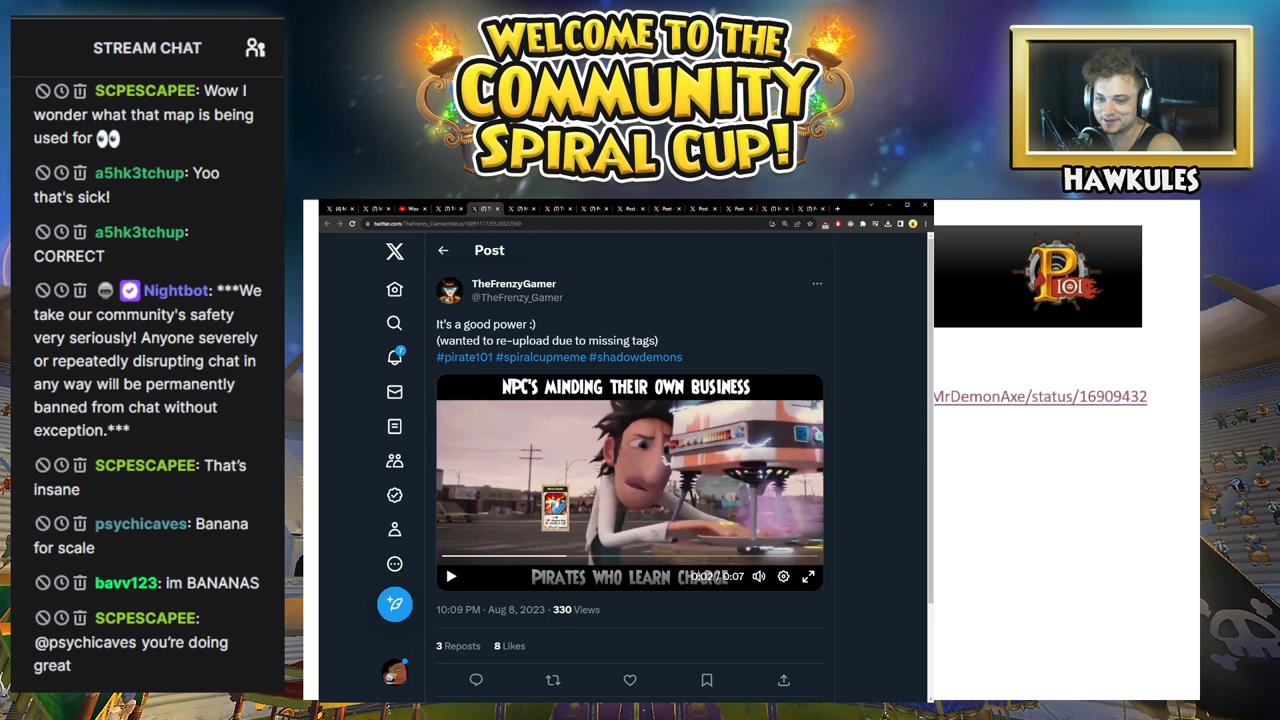 STREAM CHAT
SCPESCAPEE: Wow I
wonder what that map is being
used for 👀
a5hk3tchup: Yoo
that's sick!
a5hk3tchup:
CORRECT
Nightbot: ***We
take our community's safety
very seriously! Anyone severely
or repeatedly disrupting chat in
any way will be permanently
banned from chat without
exception.***
SCPESCAPEE: That's
insane
psychicaves: Banana
for scale
bavv123: im BANANAS
SCPESCAPEE:
@psychicaves you're doing
great
WELCOME TO THE
COMMUNITY
SPIRAL CUP!
HAWKULES
Post
TheFrenzyGamer
@TheFrenzy_Gamer
It's a good power :)
(wanted to re-upload due to missing tags)
#pirate101 #spiralcupmeme #shadowdemons
NPC'S MINDING THEIR OWN BUSINESS
PIRATES WHO LEARN
0:02 / 0:07
10:09 PM · Aug 8, 2023 · 330 Views
3 Reposts 8 Likes
P101
MrDemonAxe/status/16909432